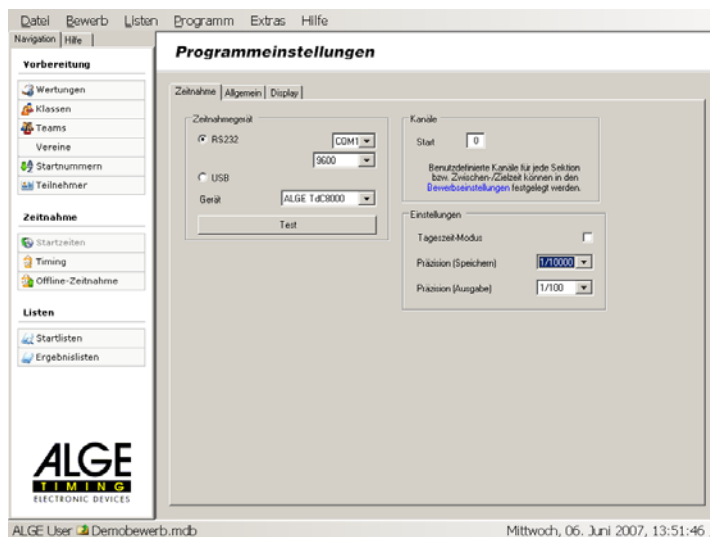 Datei Bewerb Listen Programm Extras Hilfe
Navigation Hilfe
Programmeinstellungen
Vorbereitung
Wertungen
Klassen
Teams
Vereine
Startnummern
Teilnehmer
Zeitnahme
Startzeiten
Timing
Offline-Zeitnahme
Listen
Startlisten
Ergebnislisten
ALGE
TIMING
ELECTRONIC DEVICES
Zeitnahme Allgemein Display
Zeitnahmegerät
RS232 COM1
9600
USB
Gerät ALGE TdC8000
Test
Kanäle
Start 0
Benutzdefinierte Kanäle für jede Sektion
bzw. Zwischen-/Zielzeit können in den
Bewerbseinstellungen festgelegt werden.
Einstellungen
Tageszeit-Modus
Präzision (Speichern) 1/10000
Präzision (Ausgabe) 1/100
ALGE User Demobewerb.mdb Mittwoch, 06. Juni 2007, 13:51:46